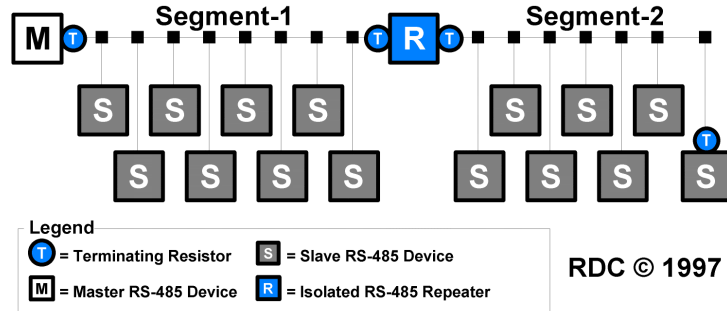 Segment-1 Segment-2
M T T R T
S S S S S S S
T
S S S S S S S S
Legend
T = Terminating Resistor S = Slave RS-485 Device
M = Master RS-485 Device R = Isolated RS-485 Repeater
RDC © 1997